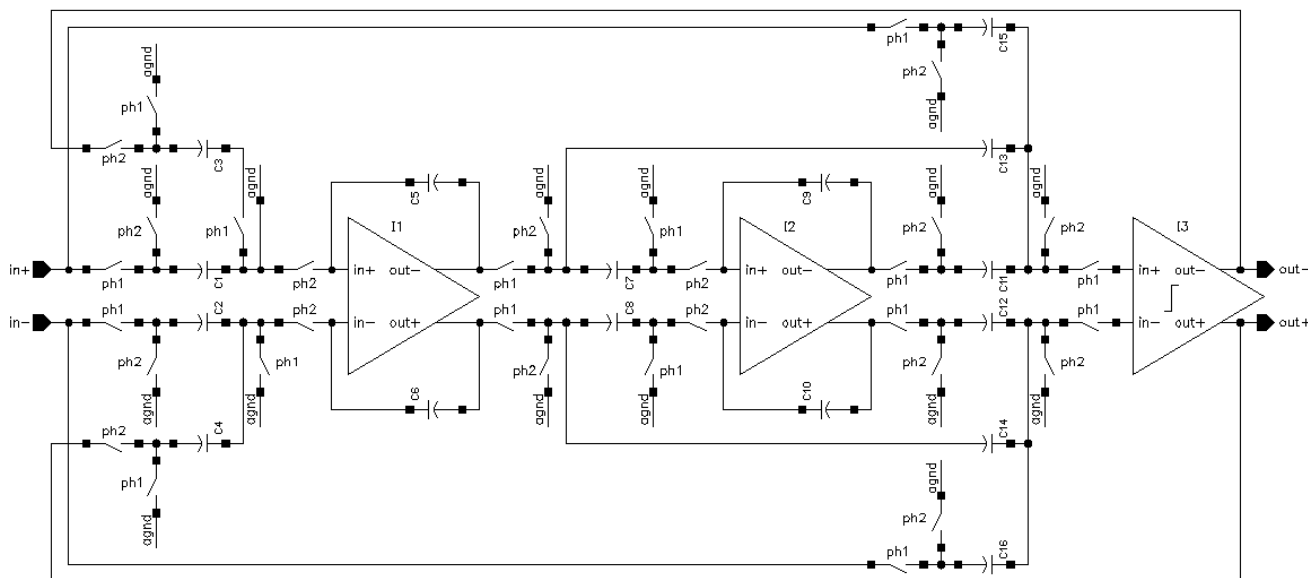 ph1
C15
agnd
ph2
agnd
ph1
ph2
C3
C13
agnd
agnd
C5
agnd
agnd
C9
agnd
agnd
ph2
ph1
I1
ph2
ph1
I2
ph2
ph2
I3
in+
ph1
C1
ph2
in+
out-
ph1
C7
ph2
in+
out-
ph1
C11
ph1
in+
out-
out-
in-
ph1
C2
ph2
in-
out+
ph1
C8
ph2
in-
out+
ph1
C12
ph1
in-
out+
out+
ph2
ph1
ph2
ph1
ph2
ph2
agnd
agnd
C6
agnd
agnd
C10
agnd
agnd
ph2
C4
C14
ph1
agnd
agnd
ph2
ph1
C16